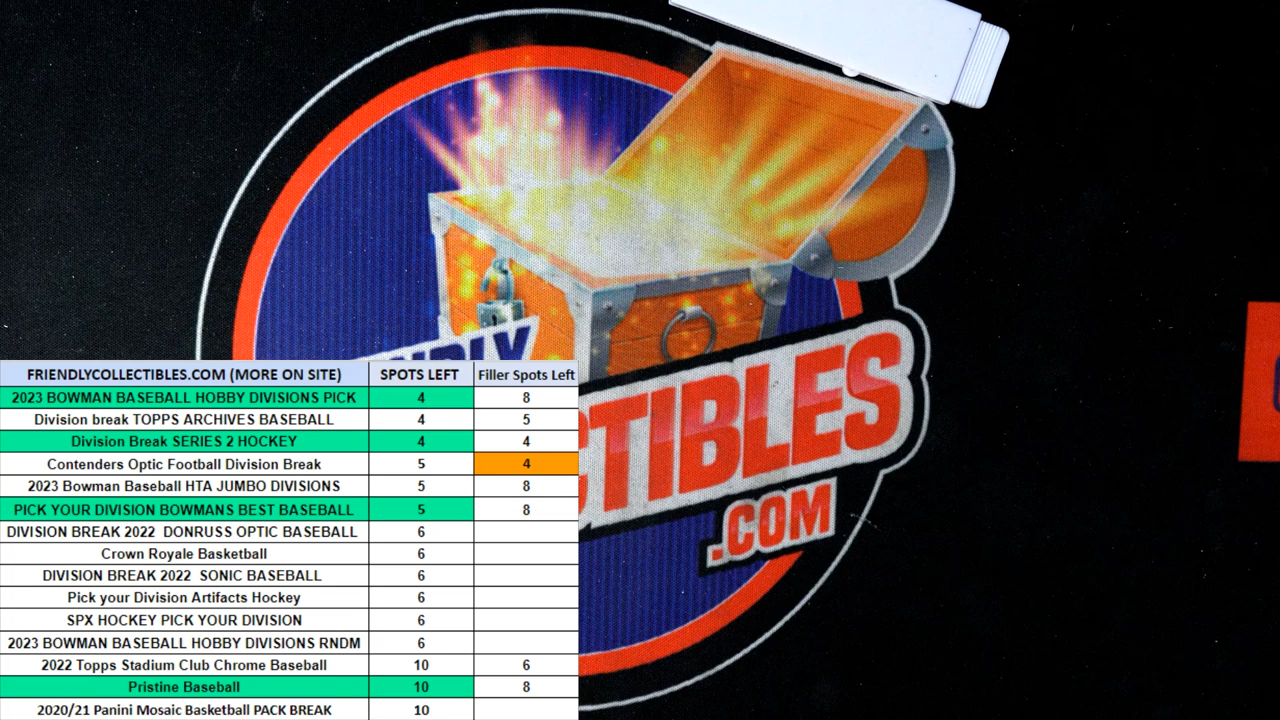 FRIENDLYCOLLECTIBLES.COM (MORE ON SITE) SPOTS LEFT Filler Spots Left
2023 BOWMAN BASEBALL HOBBY DIVISIONS PICK 4 8
Division break TOPPS ARCHIVES BASEBALL 4 5
Division Break SERIES 2 HOCKEY 4 4
Contenders Optic Football Division Break 5 4
2023 Bowman Baseball HTA JUMBO DIVISIONS 5 8
PICK YOUR DIVISION BOWMANS BEST BASEBALL 5 8
DIVISION BREAK 2022 DONRUSS OPTIC BASEBALL 6
Crown Royale Basketball 6
DIVISION BREAK 2022 SONIC BASEBALL 6
Pick your Division Artifacts Hockey 6
SPX HOCKEY PICK YOUR DIVISION 6
2023 BOWMAN BASEBALL HOBBY DIVISIONS RNDM 6
2022 Topps Stadium Club Chrome Baseball 10 6
Pristine Baseball 10 8
2020/21 Panini Mosaic Basketball PACK BREAK 10
NDLY
CTIBLES
.COM